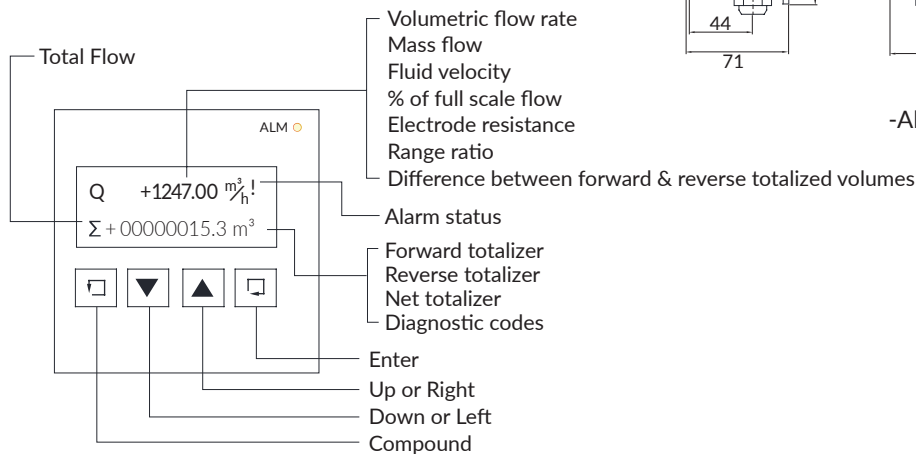 Total Flow
Volumetric flow rate
Mass flow
Fluid velocity
% of full scale flow
Electrode resistance
Range ratio
Difference between forward & reverse totalized volumes
Alarm status
Forward totalizer
Reverse totalizer
Net totalizer
Diagnostic codes
Enter
Up or Right
Down or Left
Compound
ALM
Q +1247.00 m³/h!
Σ + 00000015.3 m³
44
71